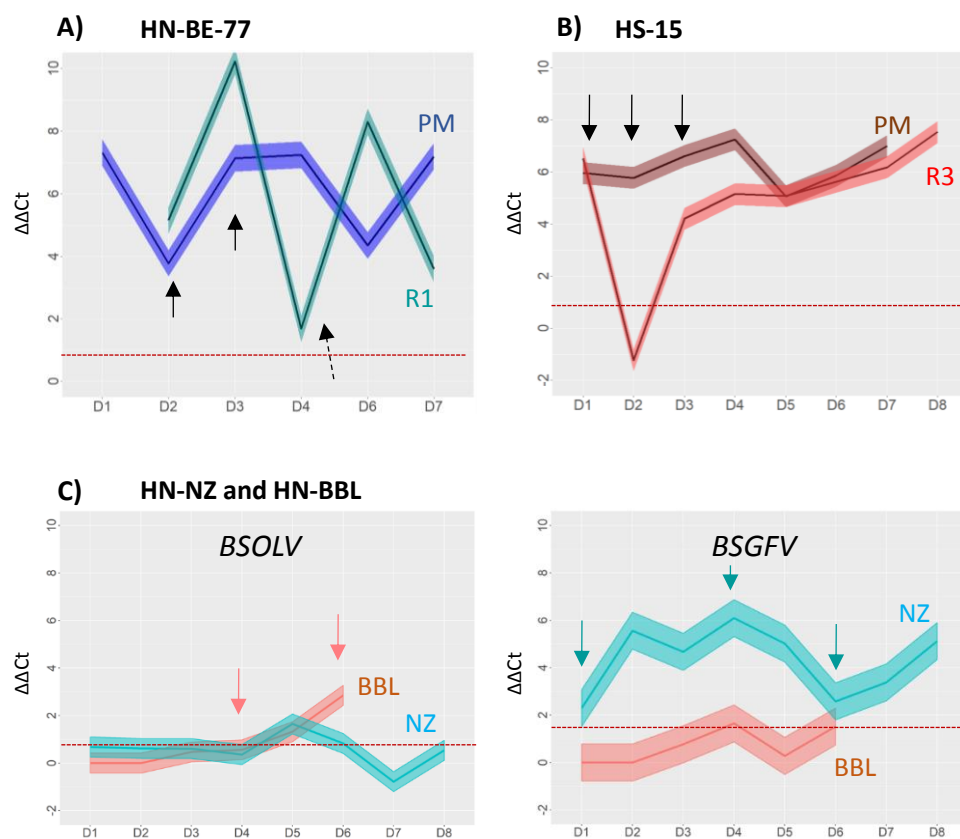 A) HN-BE-77
ΔΔCt
10
8
6
4
2
0
PM
R1
D1 D2 D3 D4 D6 D7
B) HS-15
ΔΔCt
10
8
6
4
2
0
-2
PM
R3
D1 D2 D3 D4 D5 D6 D7 D8
C) HN-NZ and HN-BBL
BSOLV
ΔΔCt
10
8
6
4
2
0
-2
BBL
NZ
D1 D2 D3 D4 D5 D6 D7 D8
BSGFV
ΔΔCt
10
8
6
4
2
0
-2
NZ
BBL
D1 D2 D3 D4 D5 D6 D7 D8